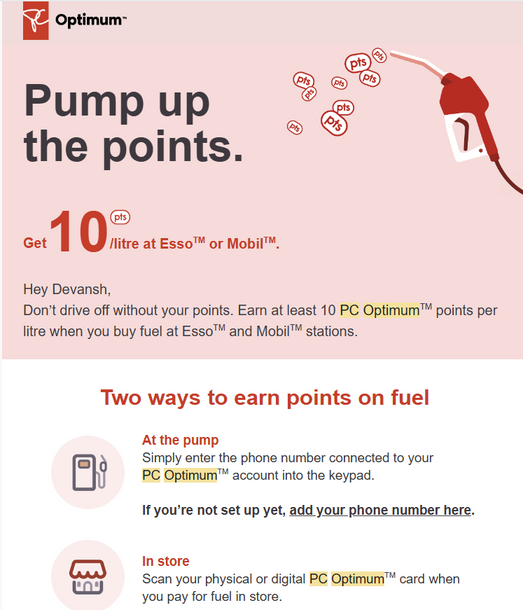 Optimum™
pts
pts
pts
pts
pts
pts
pts
pts
pts
Pump up
the points.
Get 10 pts /litre at Esso™ or Mobil™.
Hey Devansh,
Don’t drive off without your points. Earn at least 10 PC Optimum™ points per
litre when you buy fuel at Esso™ and Mobil™ stations.
Two ways to earn points on fuel
At the pump
Simply enter the phone number connected to your
PC Optimum™ account into the keypad.
If you’re not set up yet, add your phone number here.
In store
Scan your physical or digital PC Optimum™ card when
you pay for fuel in store.